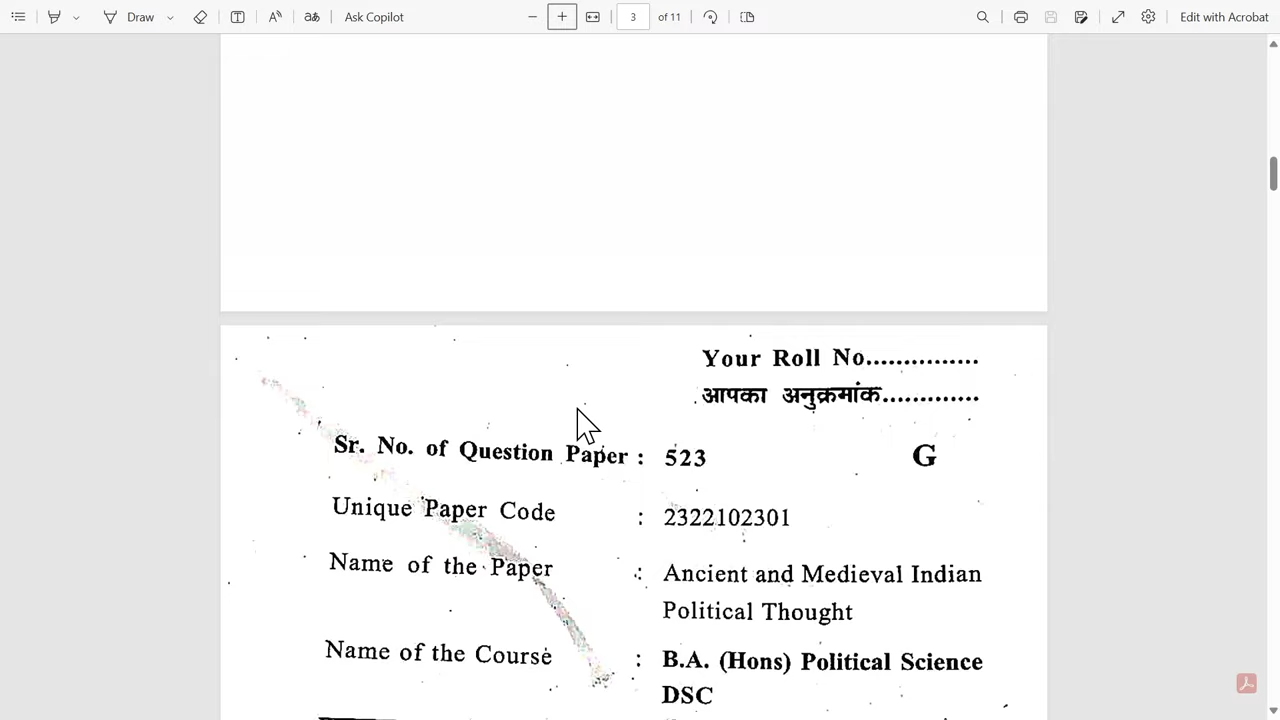 Draw
Ask Copilot
3 of 11
Edit with Acrobat
Your Roll No...............
आपका अनुक्रमांक.............
Sr. No. of Question Paper : 523 G
Unique Paper Code : 2322102301
Name of the Paper : Ancient and Medieval Indian
Political Thought
Name of the Course : B.A. (Hons) Political Science
DSC